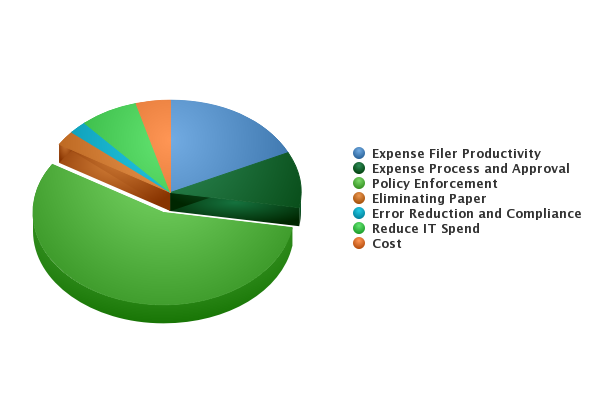 Expense Filer Productivity
Expense Process and Approval
Policy Enforcement
Eliminating Paper
Error Reduction and Compliance
Reduce IT Spend
Cost